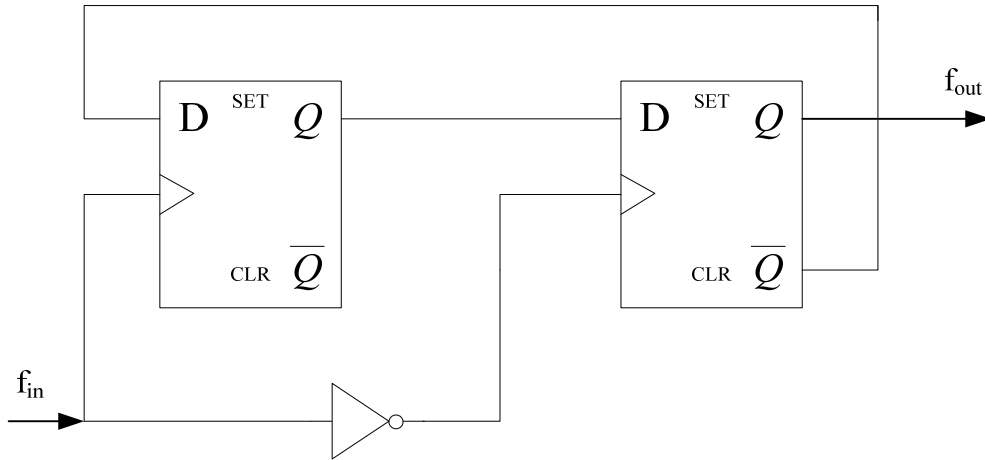 D SET Q
CLR Q̅
D SET Q
CLR Q̅
f_out
f_in